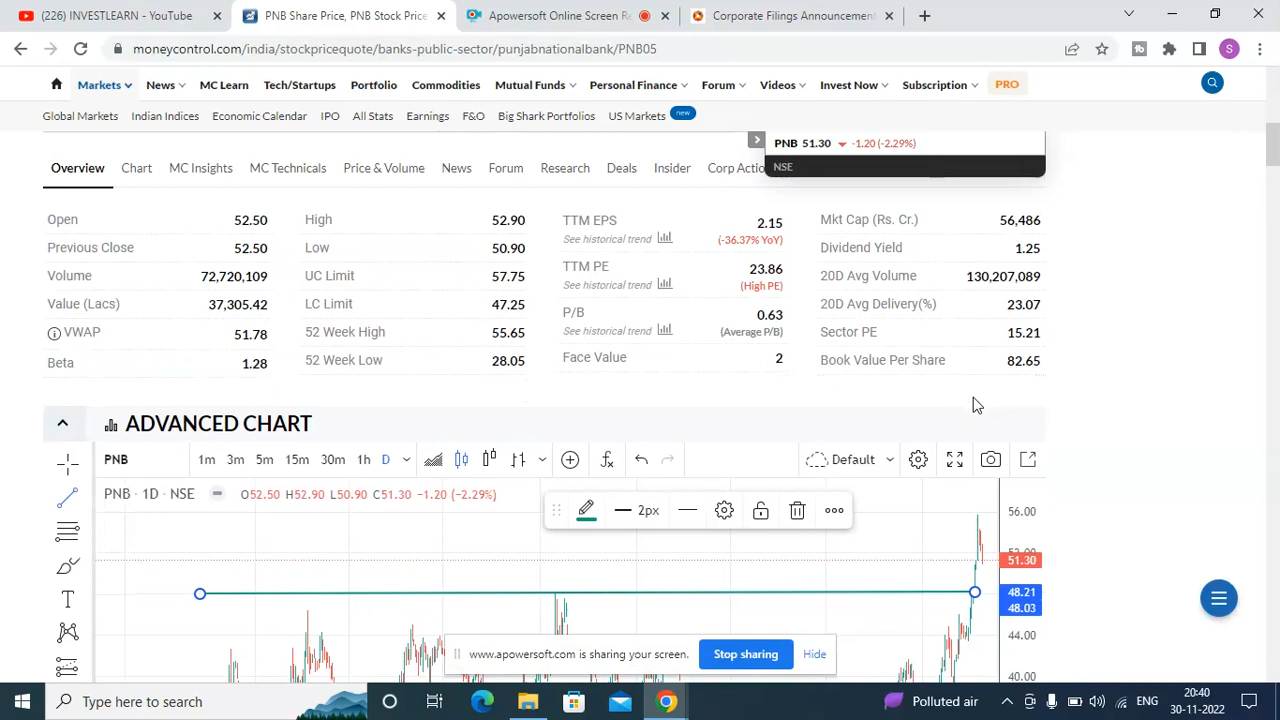 (226) INVESTLEARN - YouTube
PNB Share Price, PNB Stock Price
Apowersoft Online Screen Re
Corporate Filings Announcement
moneycontrol.com/india/stockpricequote/banks-public-sector/punjabnationalbank/PNB05
S
Markets News MC Learn Tech/Startups Portfolio Commodities Mutual Funds Personal Finance Forum Videos Invest Now Subscription PRO
Global Markets Indian Indices Economic Calendar IPO All Stats Earnings F&O Big Shark Portfolios US Markets new
PNB 51.30 -1.20 (-2.29%)
NSE
Overview Chart MC Insights MC Technicals Price & Volume News Forum Research Deals Insider Corp Actio
Open 52.50
Previous Close 52.50
Volume 72,720,109
Value (Lacs) 37,305.42
VWAP 51.78
Beta 1.28
High 52.90
Low 50.90
UC Limit 57.75
LC Limit 47.25
52 Week High 55.65
52 Week Low 28.05
TTM EPS 2.15
See historical trend (-36.37% YoY)
TTM PE 23.86
See historical trend (High PE)
P/B 0.63
See historical trend (Average P/B)
Face Value 2
Mkt Cap (Rs. Cr.) 56,486
Dividend Yield 1.25
20D Avg Volume 130,207,089
20D Avg Delivery(%) 23.07
Sector PE 15.21
Book Value Per Share 82.65
ADVANCED CHART
PNB 1m 3m 5m 15m 30m 1h D Default
PNB · 1D · NSE O52.50 H52.90 L50.90 C51.30 -1.20 (-2.29%)
2px
56.00
52.00
51.30
48.21
48.03
44.00
40.00
www.apowersoft.com is sharing your screen. Stop sharing Hide
Type here to search
Polluted air
ENG
20:40
30-11-2022